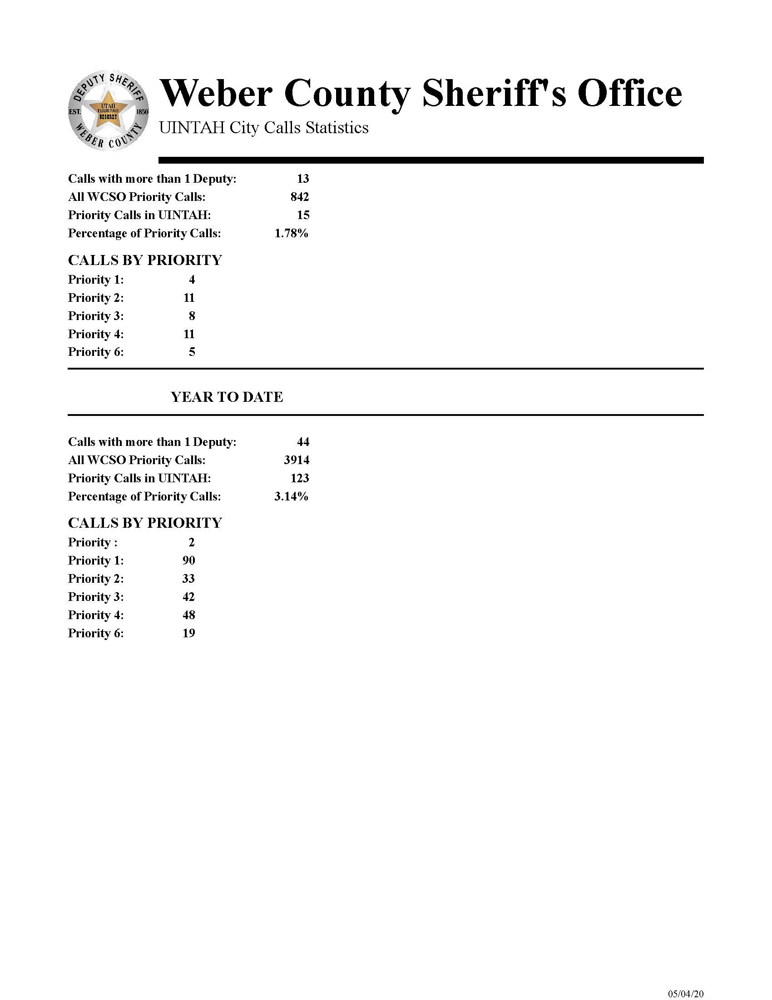 DEPUTY SHERIFF
EST. UTAH TERRITORY DESERET 1850
WEBER COUNTY
Weber County Sheriff's Office
UINTAH City Calls Statistics
Calls with more than 1 Deputy: 13
All WCSO Priority Calls: 842
Priority Calls in UINTAH: 15
Percentage of Priority Calls: 1.78%
CALLS BY PRIORITY
Priority 1: 4
Priority 2: 11
Priority 3: 8
Priority 4: 11
Priority 6: 5
YEAR TO DATE
Calls with more than 1 Deputy: 44
All WCSO Priority Calls: 3914
Priority Calls in UINTAH: 123
Percentage of Priority Calls: 3.14%
CALLS BY PRIORITY
Priority : 2
Priority 1: 90
Priority 2: 33
Priority 3: 42
Priority 4: 48
Priority 6: 19
05/04/20